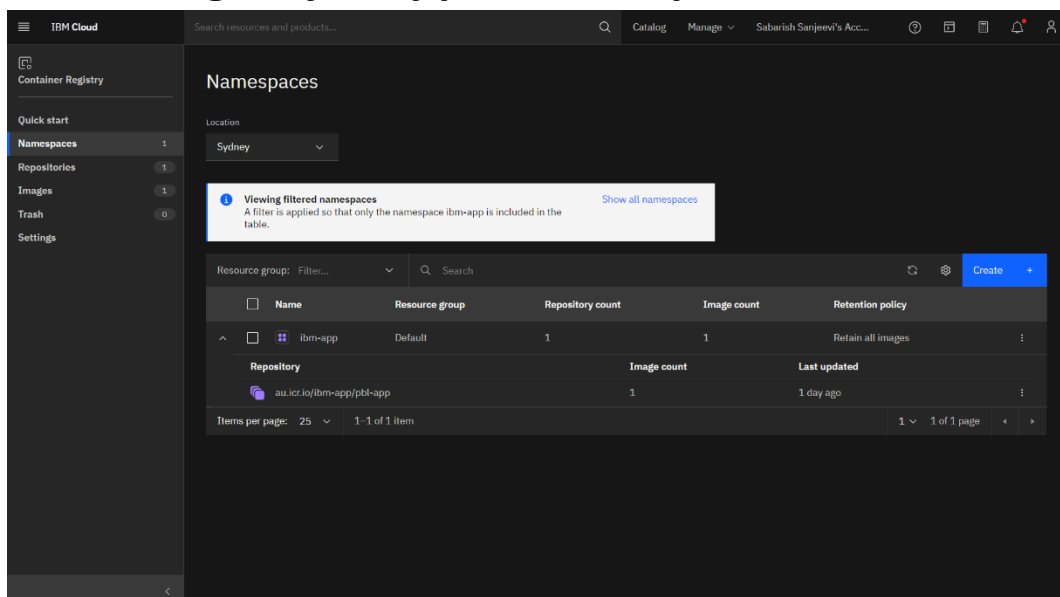 IBM Cloud
Search resources and products...
Catalog
Manage
Sabarish Sanjeevi's Acc...
Container Registry
Quick start
Namespaces 1
Repositories 1
Images 1
Trash 0
Settings
Namespaces
Location
Sydney
Viewing filtered namespaces
Show all namespaces
A filter is applied so that only the namespace ibm-app is included in the
table.
Resource group: Filter...
Search
Create +
Name Resource group Repository count Image count Retention policy
ibm-app Default 1 1 Retain all images
Repository Image count Last updated
au.icr.io/ibm-app/pbl-app 1 1 day ago
Items per page: 25 1–1 of 1 item 1 1 of 1 page